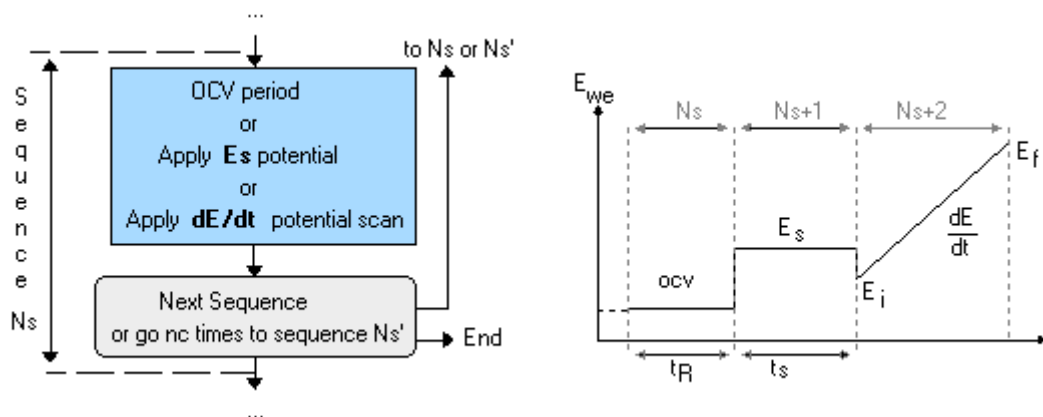 ...
to Ns or Ns'
Sequence Ns
OCV period
or
Apply Es potential
or
Apply dE/dt potential scan
Next Sequence
or go nc times to sequence Ns'
End
...
Ewe
Ns
Ns+1
Ns+2
Ef
Es
dE
dt
ocv
Ei
tR
ts